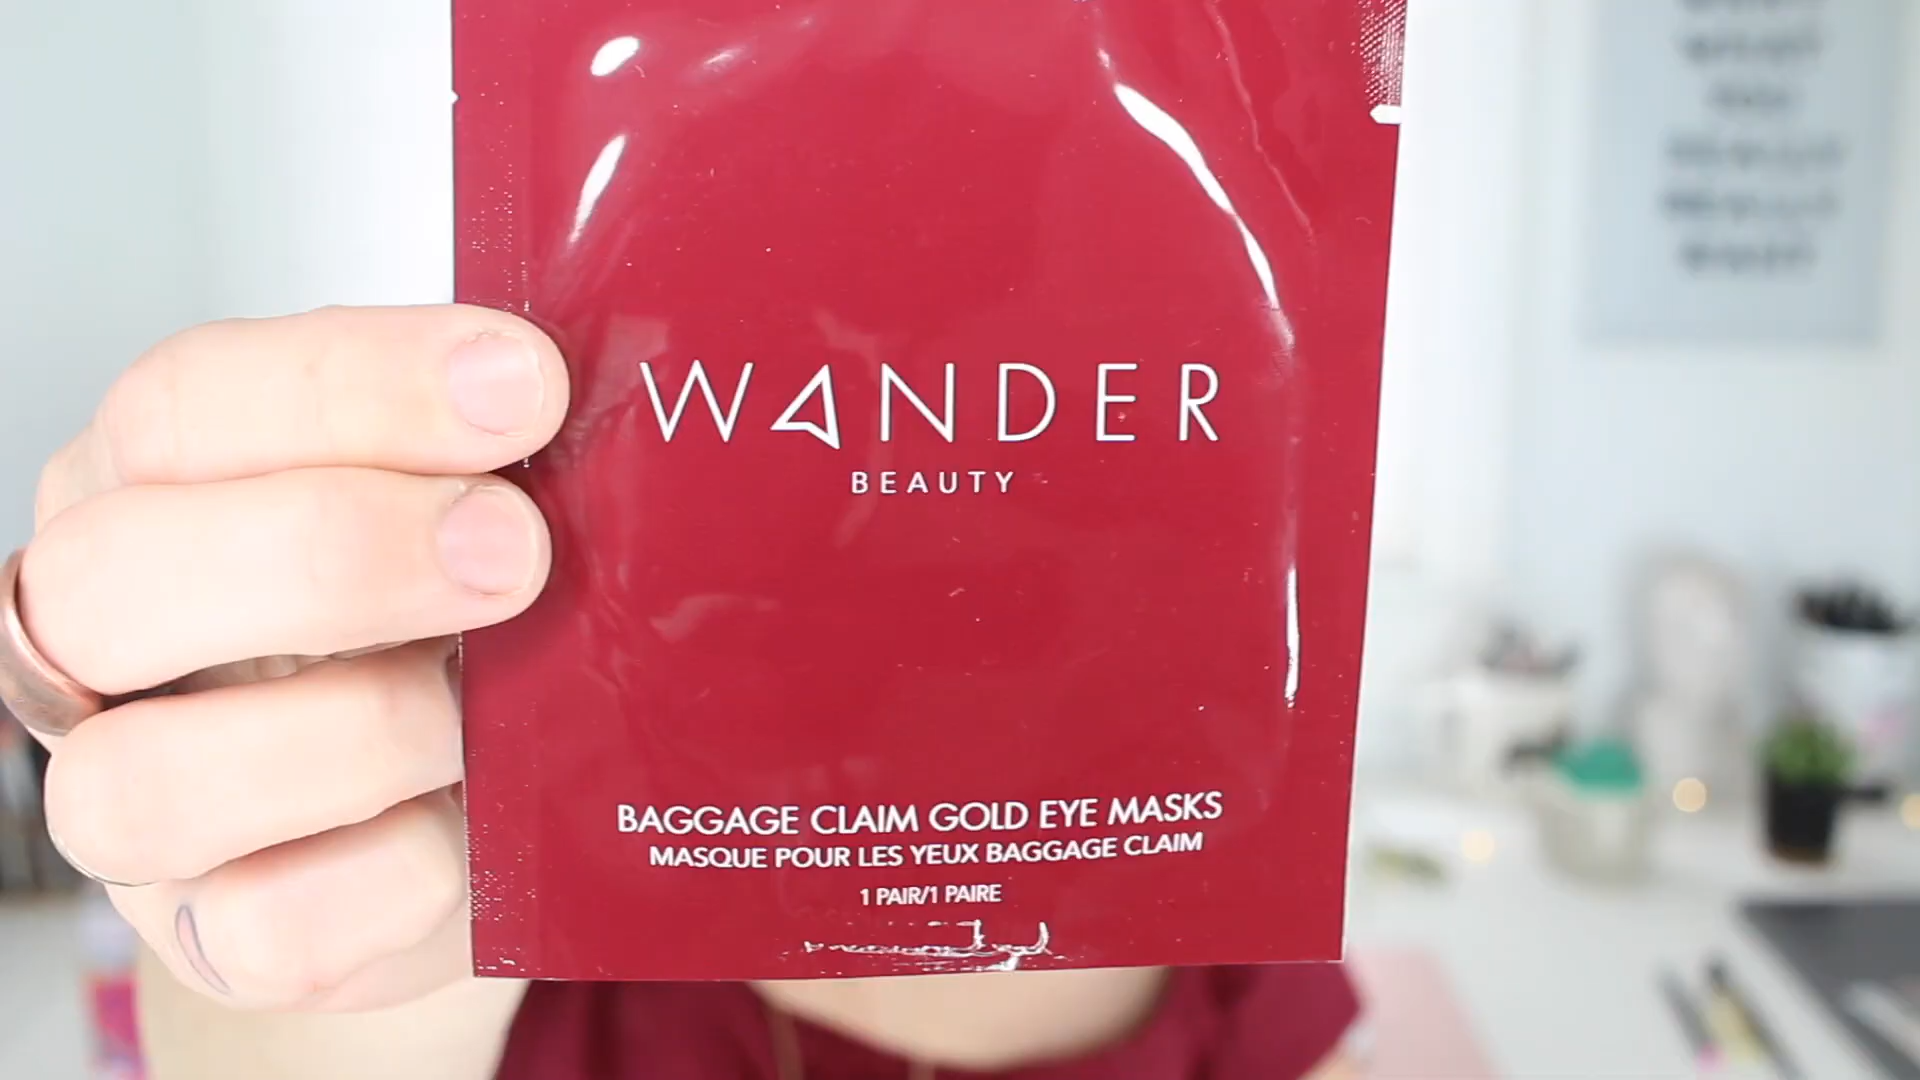 WANDER
BEAUTY
BAGGAGE CLAIM GOLD EYE MASKS
MASQUE POUR LES YEUX BAGGAGE CLAIM
1 PAIR/1 PAIRE